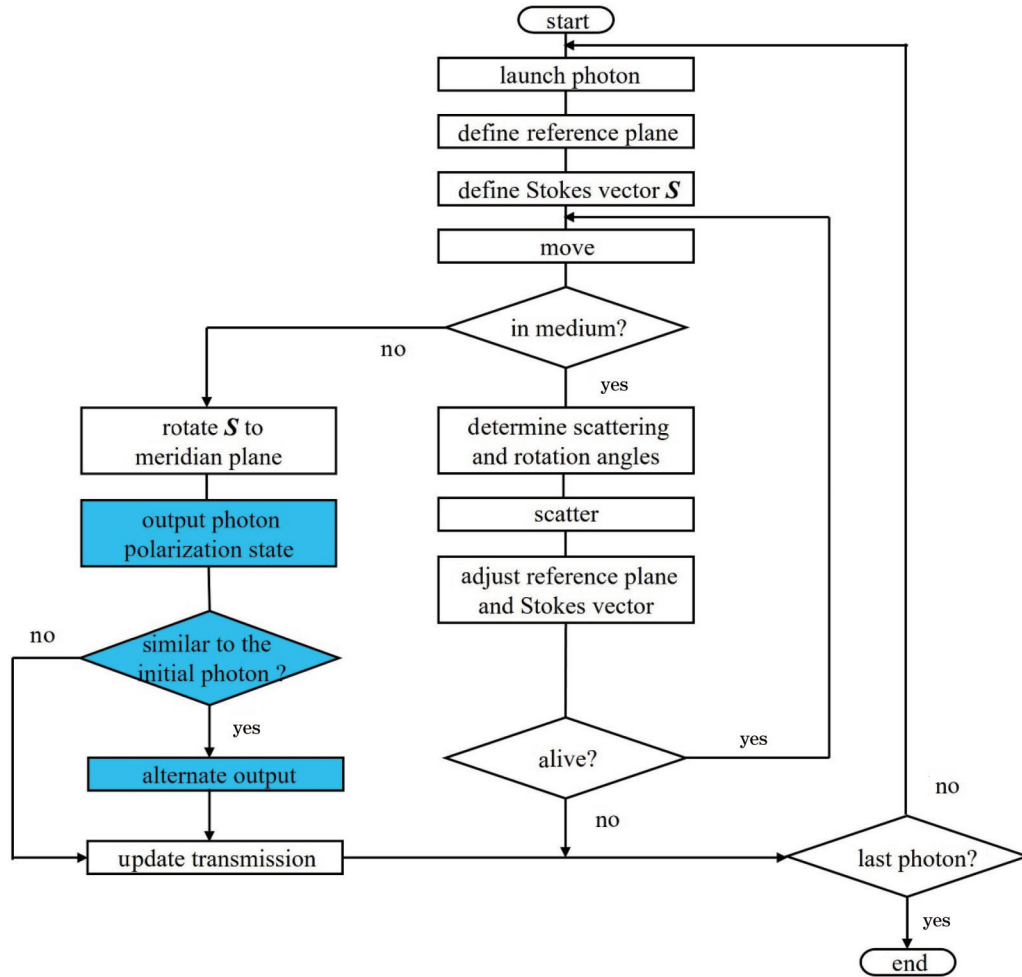 start
launch photon
define reference plane
define Stokes vector S
move
in medium?
no
yes
rotate S to
meridian plane
determine scattering
and rotation angles
output photon
polarization state
scatter
adjust reference plane
and Stokes vector
no
similar to the
initial photon ?
yes
alternate output
alive?
yes
no
no
update transmission
last photon?
yes
end